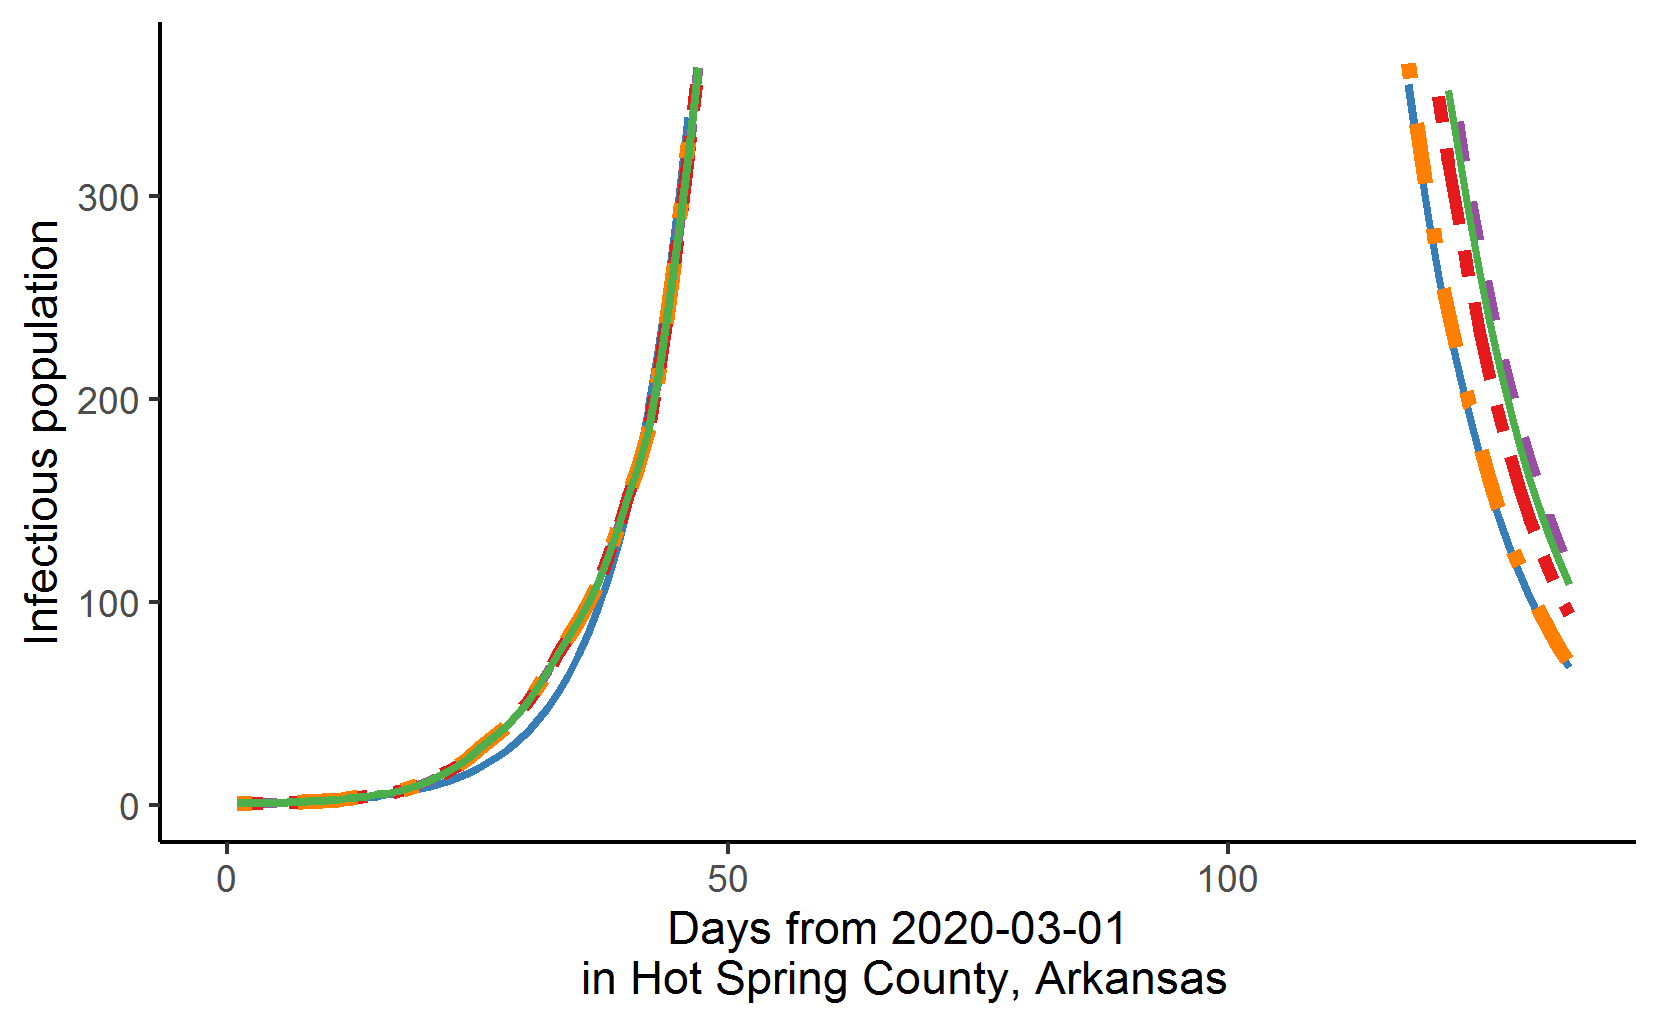 Infectious population
300
200
100
0
0
50
100
Days from 2020-03-01
in Hot Spring County, Arkansas